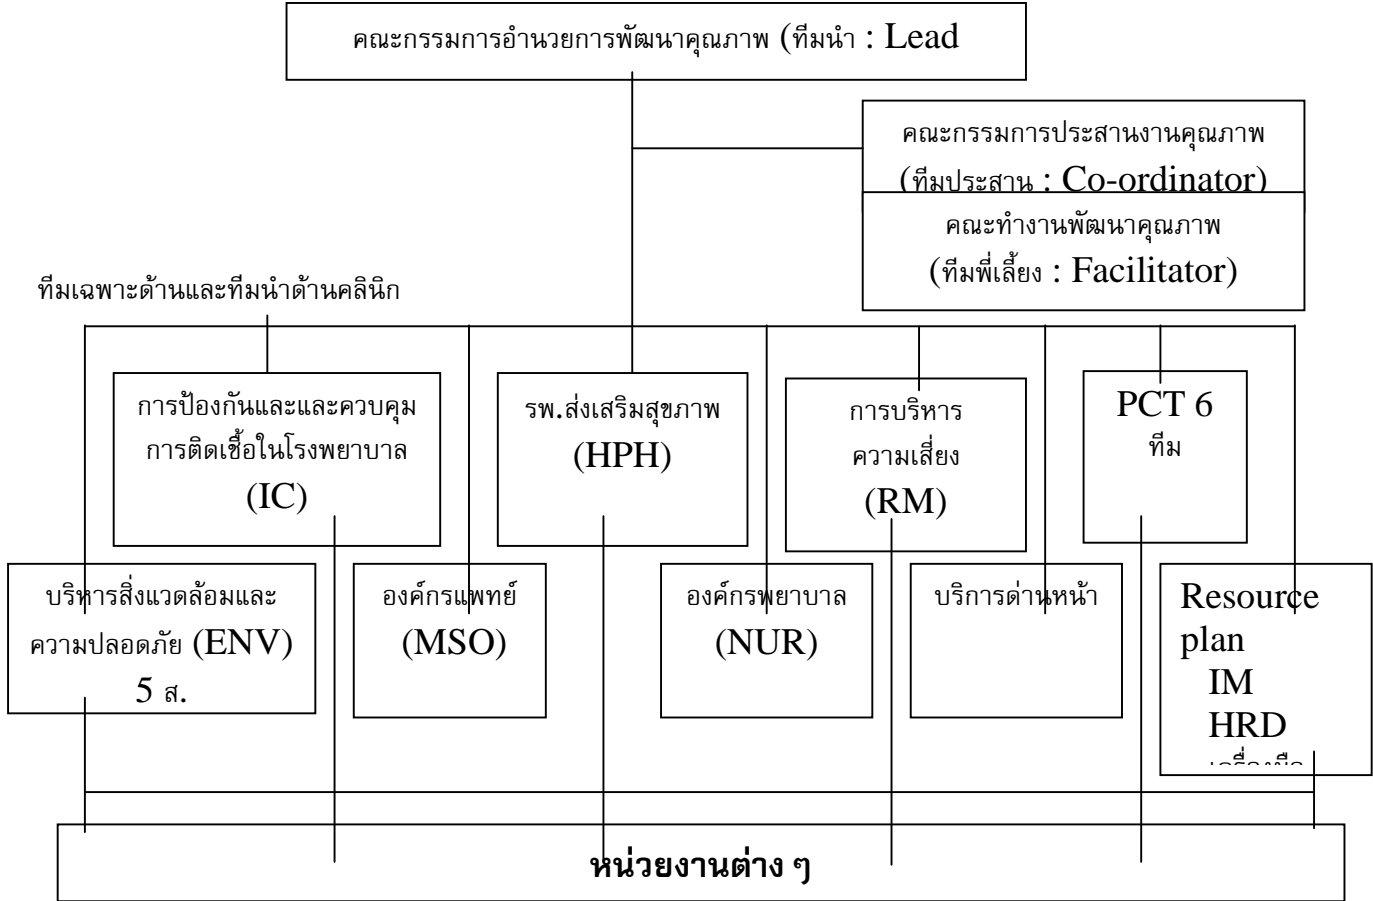 คณะกรรมการอำนวยการพัฒนาคุณภาพ (ทีมนำ : Lead
คณะกรรมการประสานงานคุณภาพ
(ทีมประสาน : Co-ordinator)
คณะทำงานพัฒนาคุณภาพ
(ทีมพี่เลี้ยง : Facilitator)
ทีมเฉพาะด้านและทีมนำด้านคลินิก
การป้องกันและและควบคุม
การติดเชื้อในโรงพยาบาล
(IC)
รพ.ส่งเสริมสุขภาพ
(HPH)
การบริหาร
ความเสี่ยง
(RM)
PCT 6
ทีม
บริหารสิ่งแวดล้อมและ
ความปลอดภัย (ENV)
5 ส.
องค์กรแพทย์
(MSO)
องค์กรพยาบาล
(NUR)
บริการด่านหน้า
Resource
plan
IM
HRD
หน่วยงานต่าง ๆ